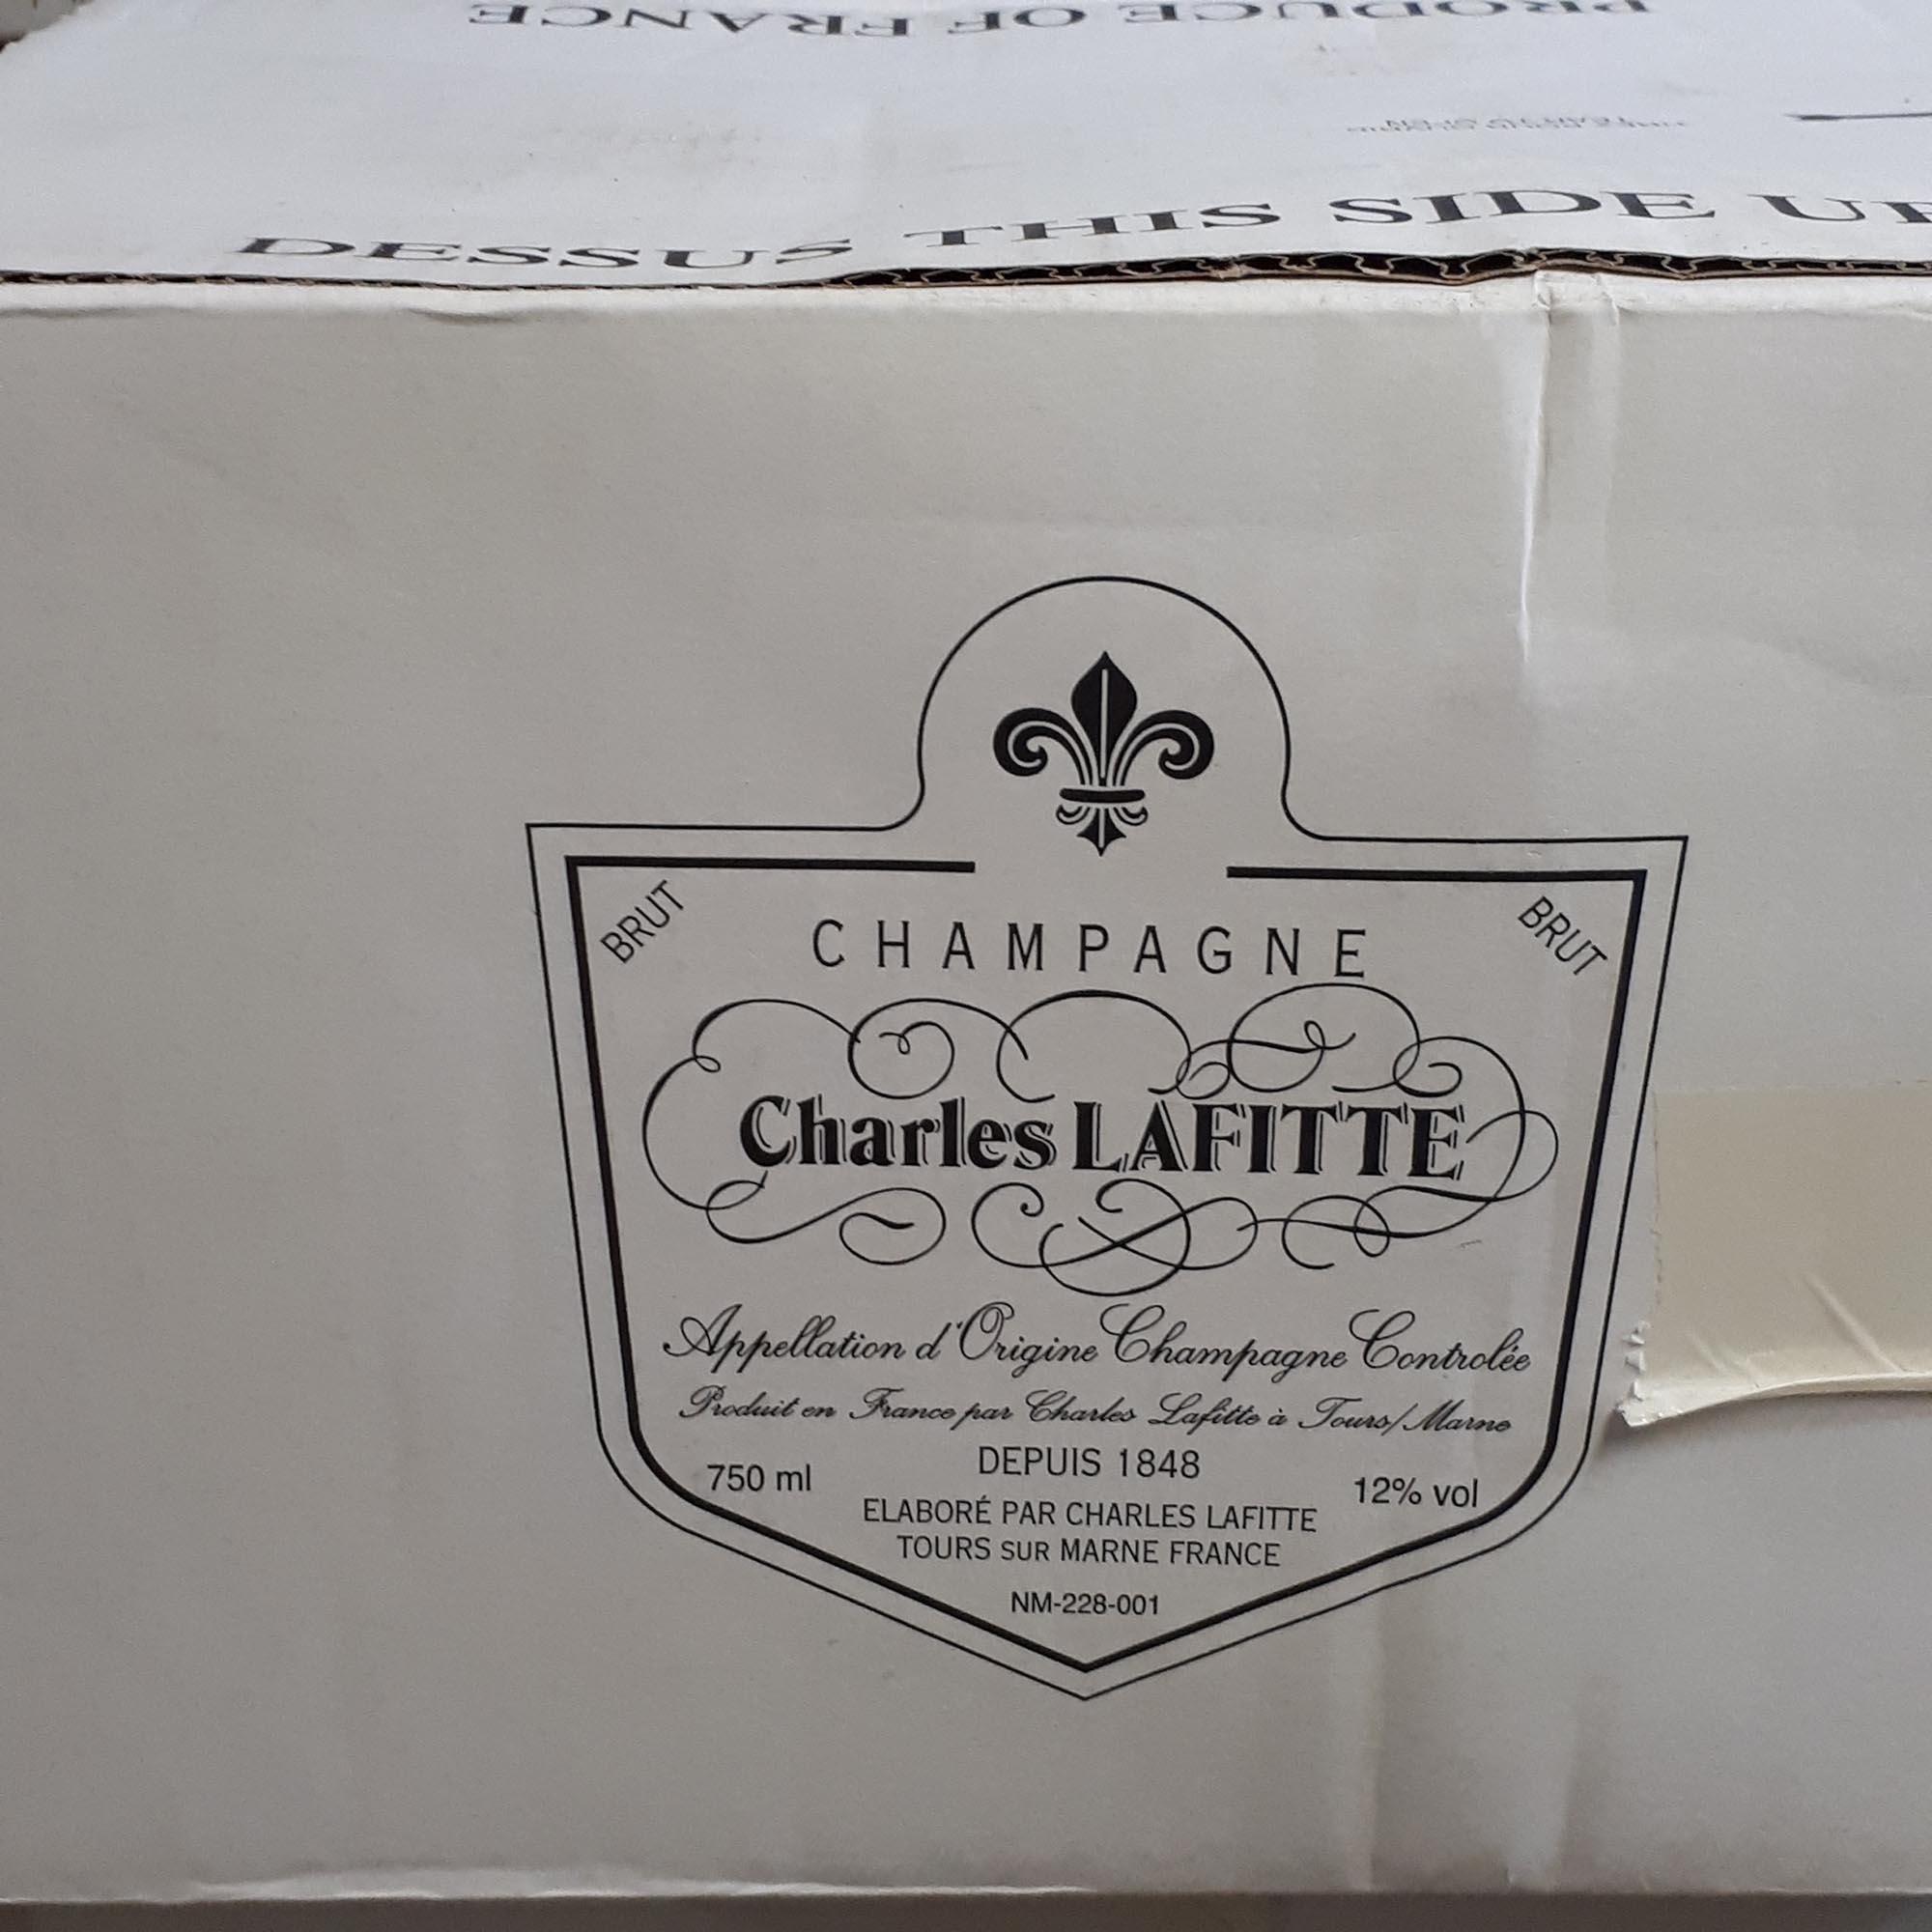 PRODUCE OF FRANCE
DESSUS THIS SIDE UP
BRUT
BRUT
CHAMPAGNE
Charles LAFITTE
Appellation d'Origine Champagne Controlée
Produit en France par Charles Lafitte à Tours/Marne
DEPUIS 1848
750 ml
12% vol
ELABORÉ PAR CHARLES LAFITTE
TOURS SUR MARNE FRANCE
NM-228-001